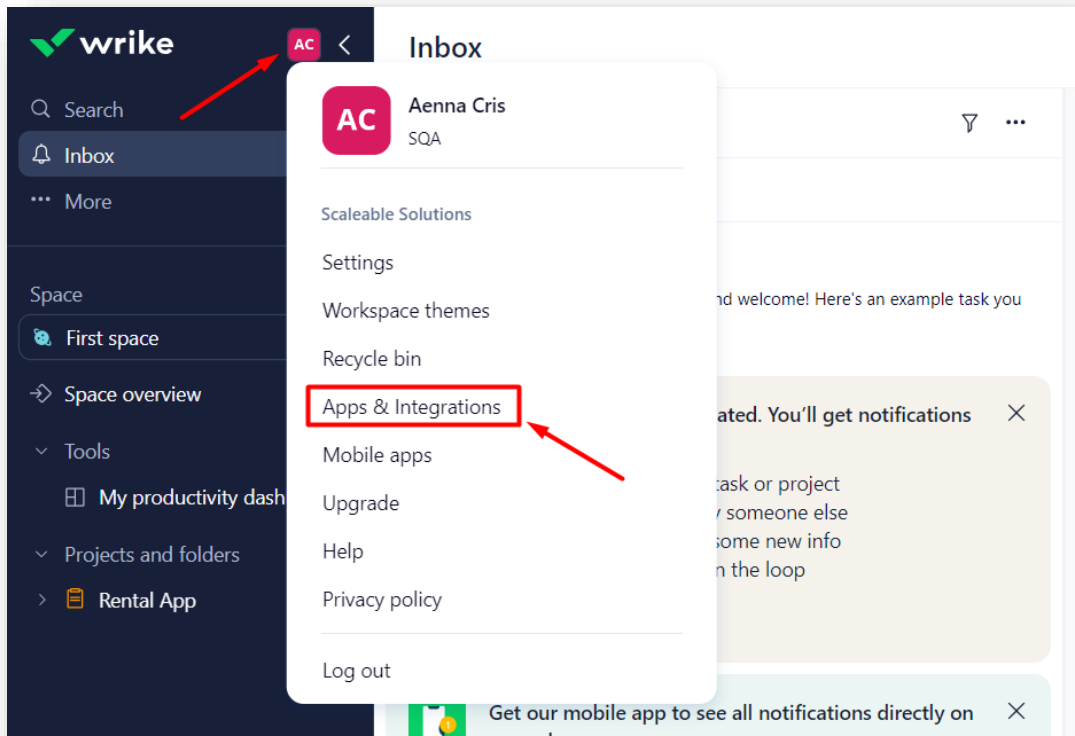 wrike
AC
Inbox
Search
Inbox
More
Space
First space
Space overview
Tools
My productivity dash
Projects and folders
Rental App
AC
Aenna Cris
SQA
Scaleable Solutions
Settings
Workspace themes
Recycle bin
Apps & Integrations
Mobile apps
Upgrade
Help
Privacy policy
Log out
nd welcome! Here's an example task you
ated. You'll get notifications
task or project
someone else
some new info
n the loop
Get our mobile app to see all notifications directly on